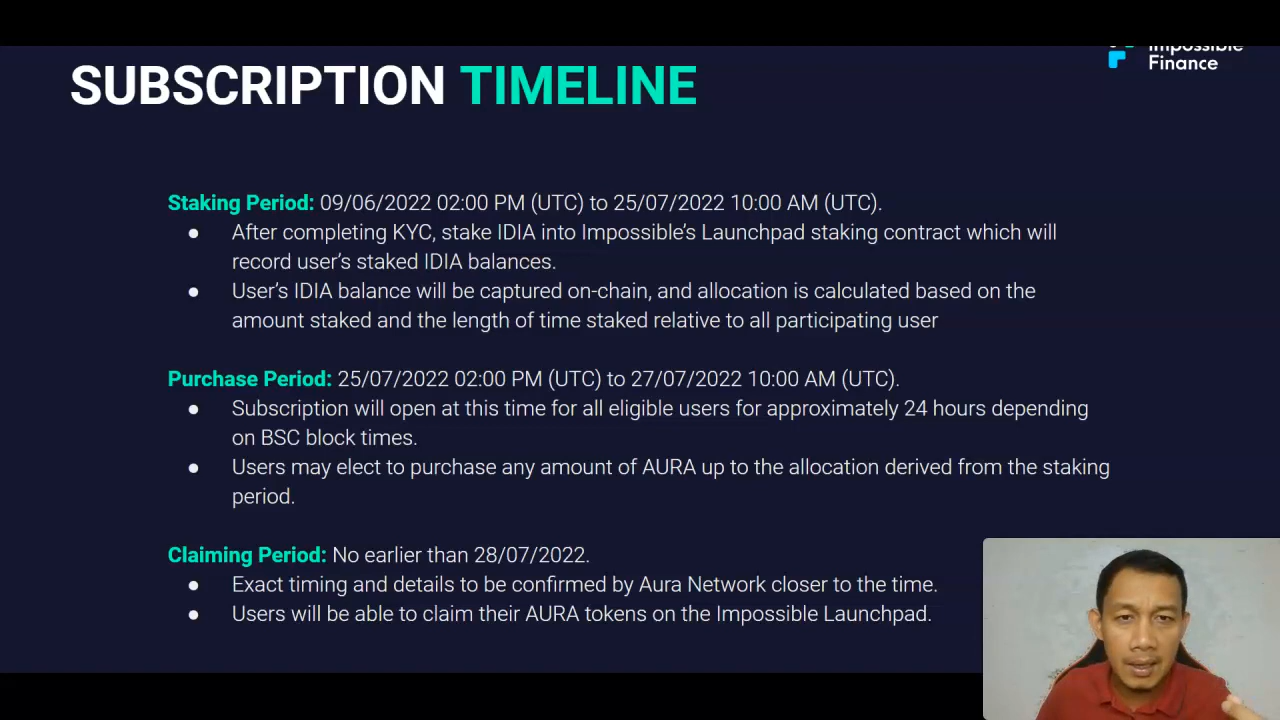 Impossible
Finance
SUBSCRIPTION TIMELINE
Staking Period: 09/06/2022 02:00 PM (UTC) to 25/07/2022 10:00 AM (UTC).
● After completing KYC, stake IDIA into Impossible's Launchpad staking contract which will
record user's staked IDIA balances.
● User's IDIA balance will be captured on-chain, and allocation is calculated based on the
amount staked and the length of time staked relative to all participating user
Purchase Period: 25/07/2022 02:00 PM (UTC) to 27/07/2022 10:00 AM (UTC).
● Subscription will open at this time for all eligible users for approximately 24 hours depending
on BSC block times.
● Users may elect to purchase any amount of AURA up to the allocation derived from the staking
period.
Claiming Period: No earlier than 28/07/2022.
● Exact timing and details to be confirmed by Aura Network closer to the time.
● Users will be able to claim their AURA tokens on the Impossible Launchpad.